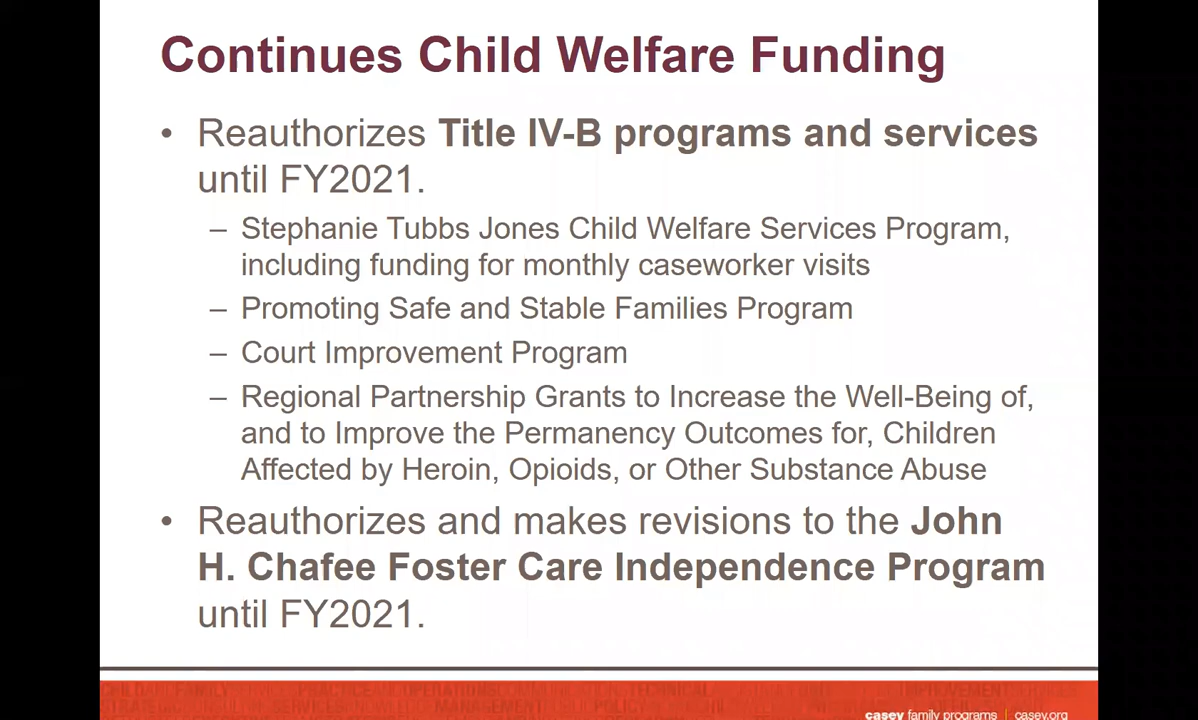 Continues Child Welfare Funding
• Reauthorizes Title IV-B programs and services
until FY2021.
– Stephanie Tubbs Jones Child Welfare Services Program,
including funding for monthly caseworker visits
– Promoting Safe and Stable Families Program
– Court Improvement Program
– Regional Partnership Grants to Increase the Well-Being of,
and to Improve the Permanency Outcomes for, Children
Affected by Heroin, Opioids, or Other Substance Abuse
• Reauthorizes and makes revisions to the John
H. Chafee Foster Care Independence Program
until FY2021.
casey family programs | casey.org